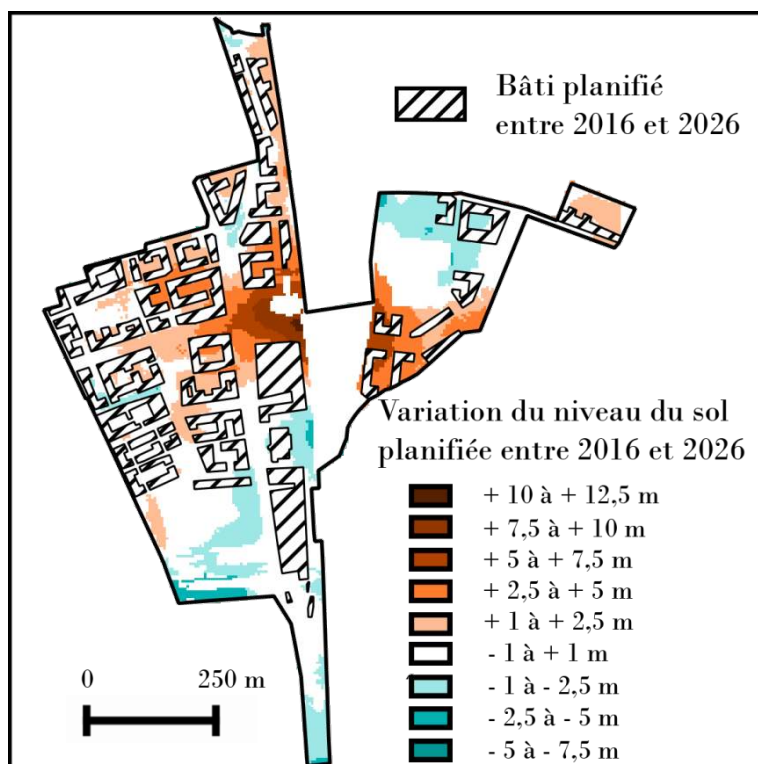 Bâti planifié
entre 2016 et 2026
Variation du niveau du sol
planifiée entre 2016 et 2026
+ 10 à + 12,5 m
+ 7,5 à + 10 m
+ 5 à + 7,5 m
+ 2,5 à + 5 m
+ 1 à + 2,5 m
- 1 à + 1 m
- 1 à - 2,5 m
- 2,5 à - 5 m
- 5 à - 7,5 m
0 250 m